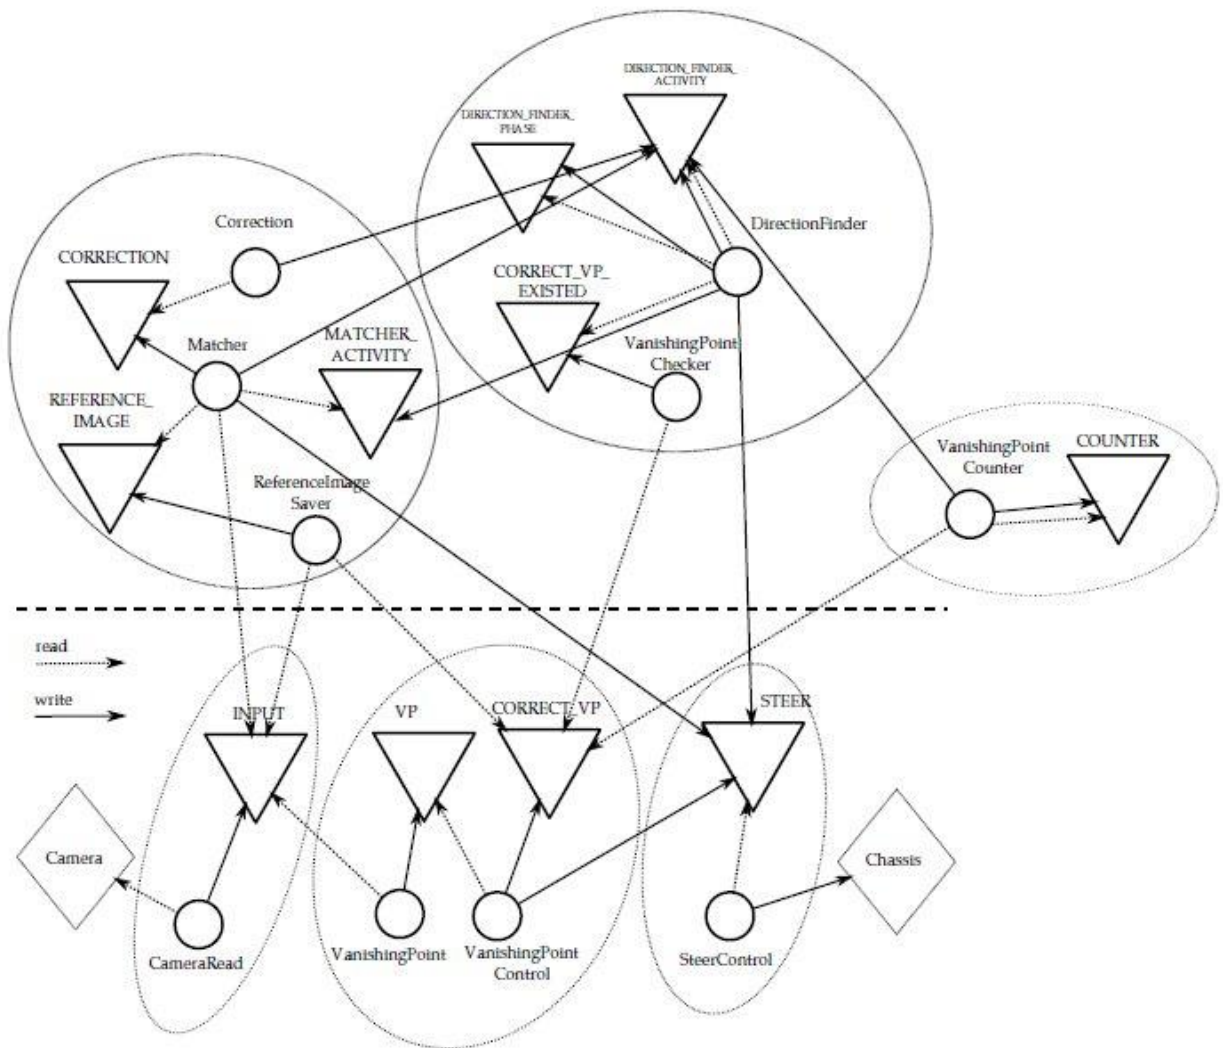 DIRECTION_FINDER_
ACTIVITY
DIRECTION_FINDER_
PHASE
Correction
DirectionFinder
CORRECTION
CORRECT_VP_
EXISTED
Matcher
MATCHER_
ACTIVITY
VanishingPoint
Checker
REFERENCE_
IMAGE
VanishingPoint
Counter
COUNTER
ReferenceImage
Saver
read
write
INPUT
VP
CORRECT_VP
STEER
Camera
Chassis
CameraRead
VanishingPoint
VanishingPoint
Control
SteerControl